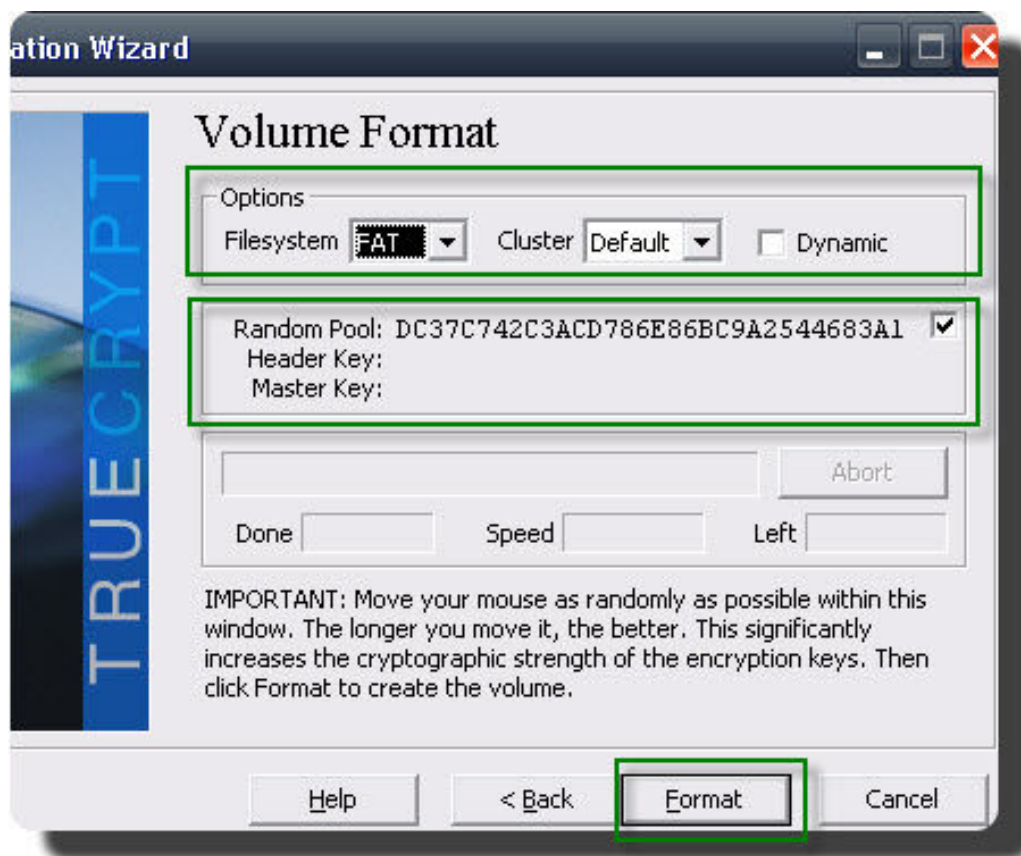 ation Wizard
TRUECRYPT
Volume Format
Options
Filesystem FAT Cluster Default Dynamic
Random Pool: DC37C742C3ACD786E86BC9A2544683A1
Header Key:
Master Key:
Abort
Done Speed Left
IMPORTANT: Move your mouse as randomly as possible within this
window. The longer you move it, the better. This significantly
increases the cryptographic strength of the encryption keys. Then
click Format to create the volume.
Help < Back Format Cancel